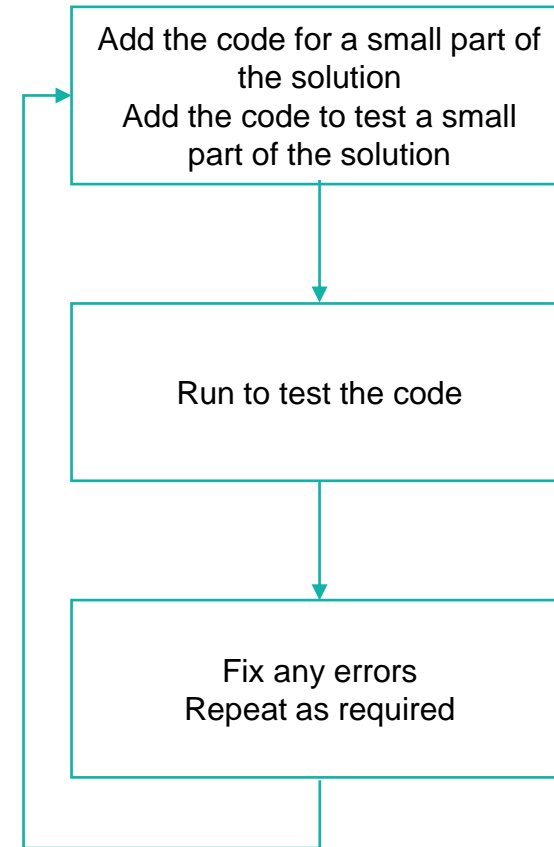 Add the code for a small part of
the solution
Add the code to test a small
part of the solution
Run to test the code
Fix any errors
Repeat as required